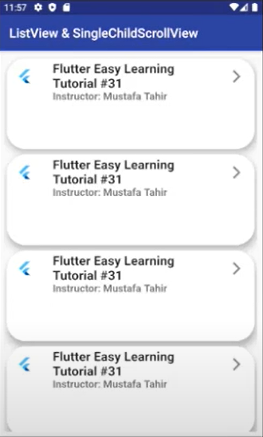 11:57
ListView & SingleChildScrollView
Flutter Easy Learning
Tutorial #31
Instructor: Mustafa Tahir
Flutter Easy Learning
Tutorial #31
Instructor: Mustafa Tahir
Flutter Easy Learning
Tutorial #31
Instructor: Mustafa Tahir
Flutter Easy Learning
Tutorial #31
Instructor: Mustafa Tahir